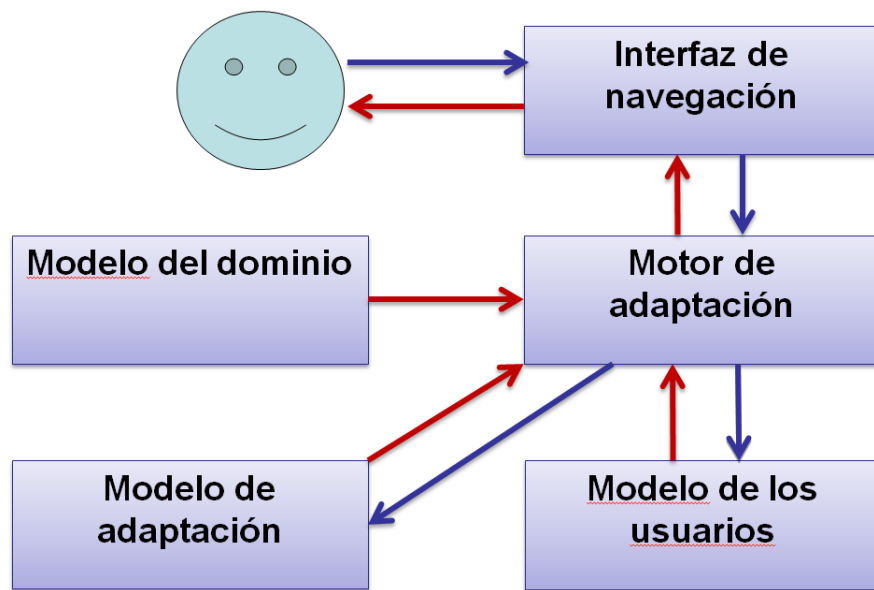 Interfaz de
navegación
Modelo del dominio
Motor de
adaptación
Modelo de
adaptación
Modelo de los
usuarios